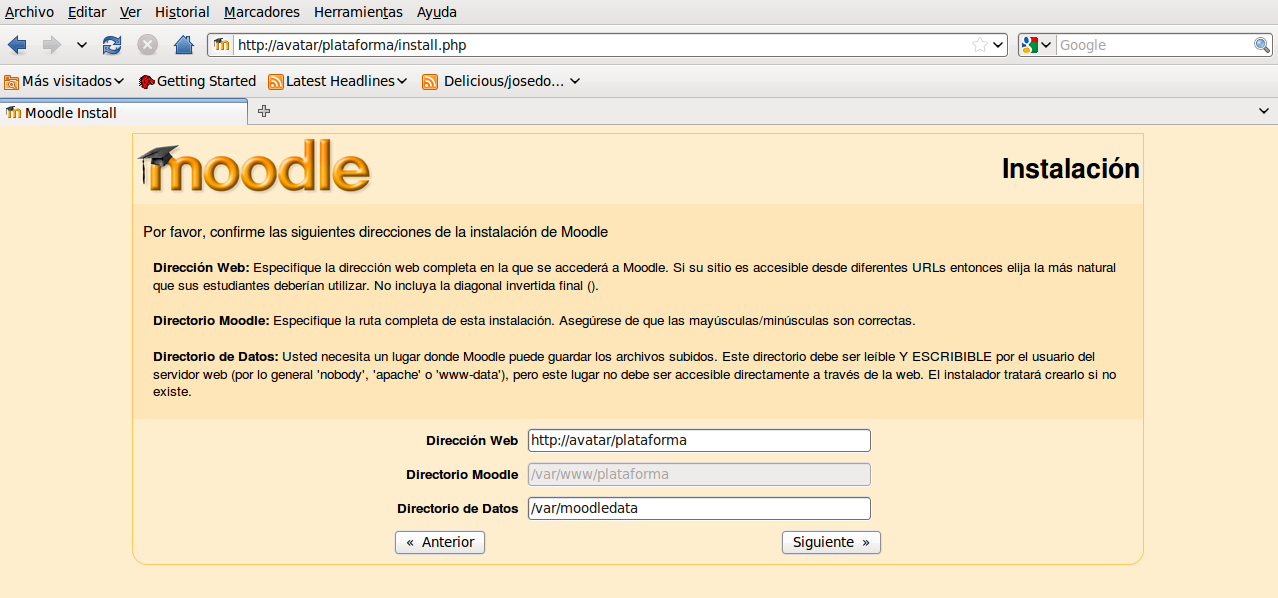 Archivo Editar Ver Historial Marcadores Herramientas Ayuda
http://avatar/plataforma/install.php Google
Más visitados Getting Started Latest Headlines Delicious/josedo...
Moodle Install
moodle Instalación
Por favor, confirme las siguientes direcciones de la instalación de Moodle
Dirección Web: Especifique la dirección web completa en la que se accederá a Moodle. Si su sitio es accesible desde diferentes URLs entonces elija la más natural
que sus estudiantes deberían utilizar. No incluya la diagonal invertida final ().
Directorio Moodle: Especifique la ruta completa de esta instalación. Asegúrese de que las mayúsculas/minúsculas son correctas.
Directorio de Datos: Usted necesita un lugar donde Moodle puede guardar los archivos subidos. Este directorio debe ser leíble Y ESCRIBIBLE por el usuario del
servidor web (por lo general 'nobody', 'apache' o 'www-data'), pero este lugar no debe ser accesible directamente a través de la web. El instalador tratará crearlo si no
existe.
Dirección Web http://avatar/plataforma
Directorio Moodle /var/www/plataforma
Directorio de Datos /var/moodledata
« Anterior Siguiente »